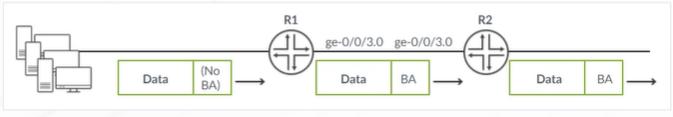 R1
R2
ge-0/0/3.0 ge-0/0/3.0
Data
(No
BA)
Data
BA
Data
BA